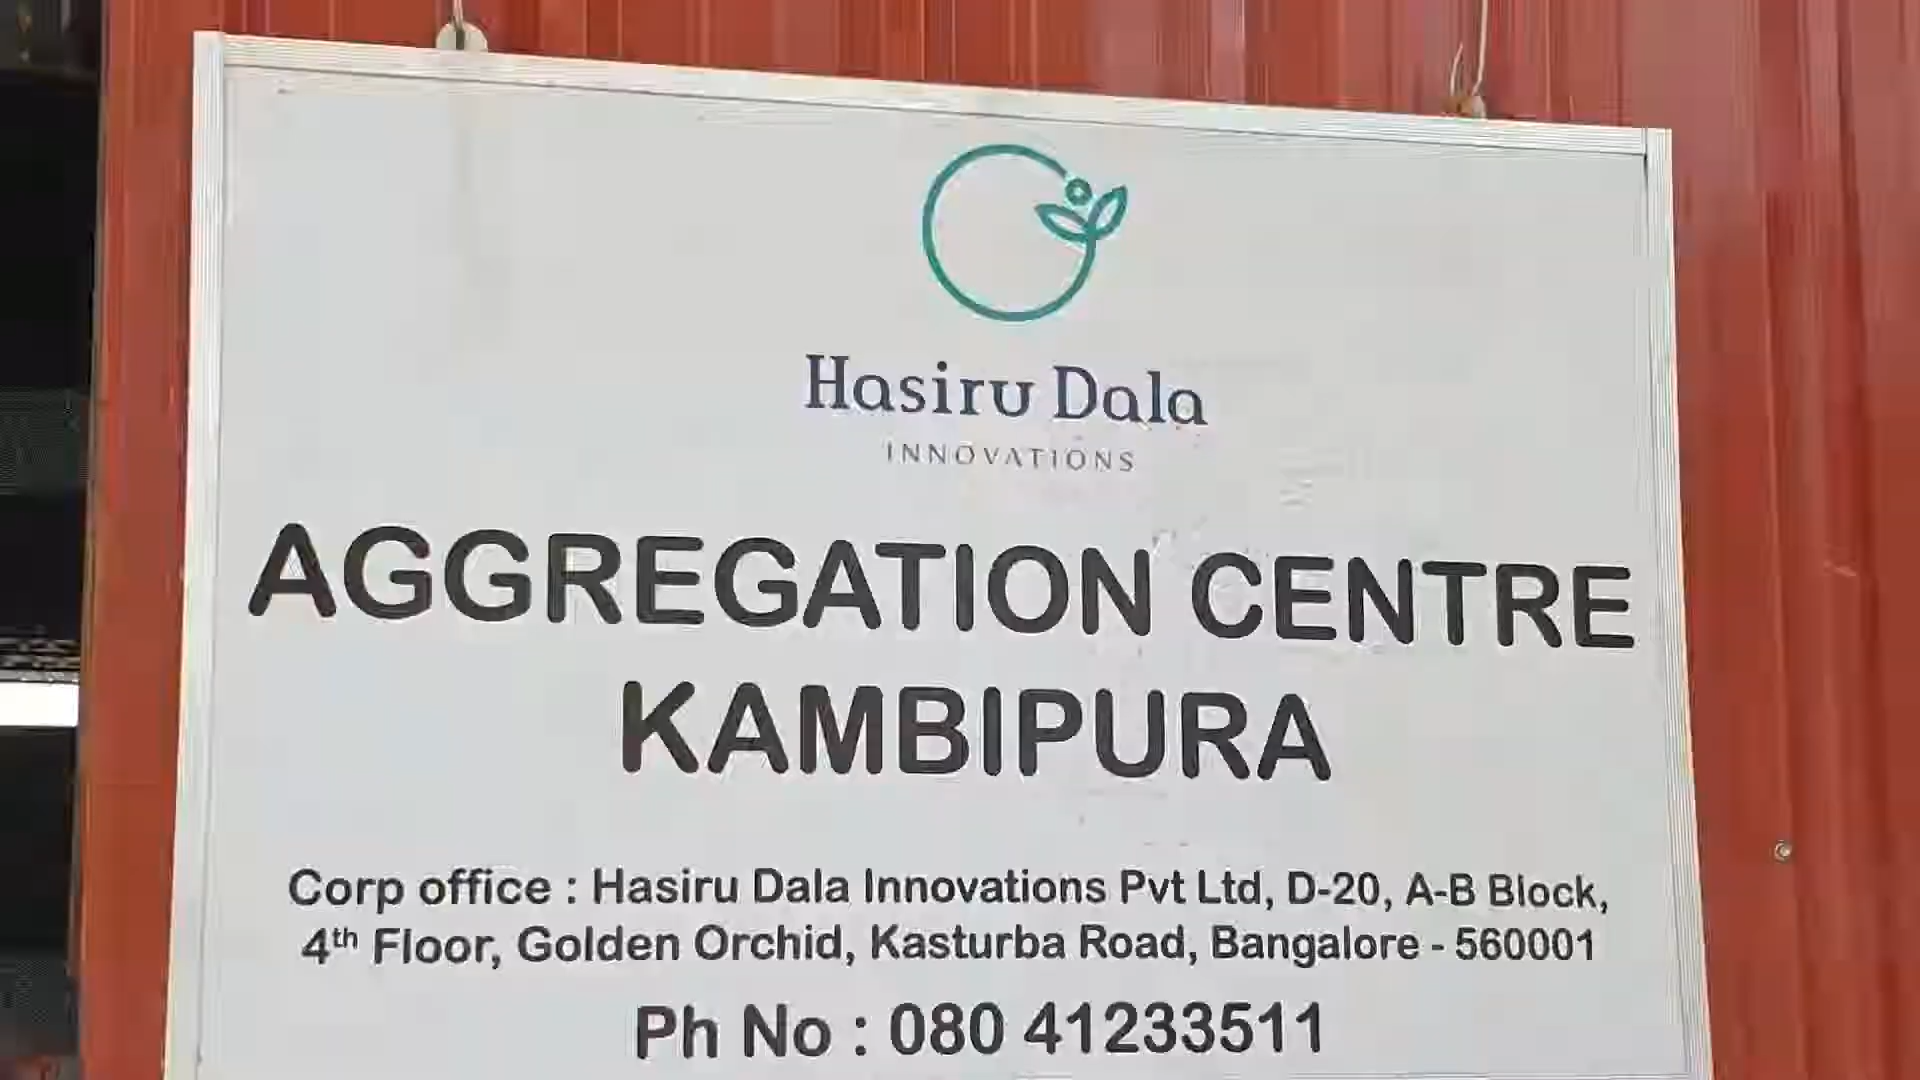 Hasiru Dala
INNOVATIONS
AGGREGATION CENTRE
KAMBIPURA
Corp office : Hasiru Dala Innovations Pvt Ltd, D-20, A-B Block,
4th Floor, Golden Orchid, Kasturba Road, Bangalore - 560001
Ph No : 080 41233511